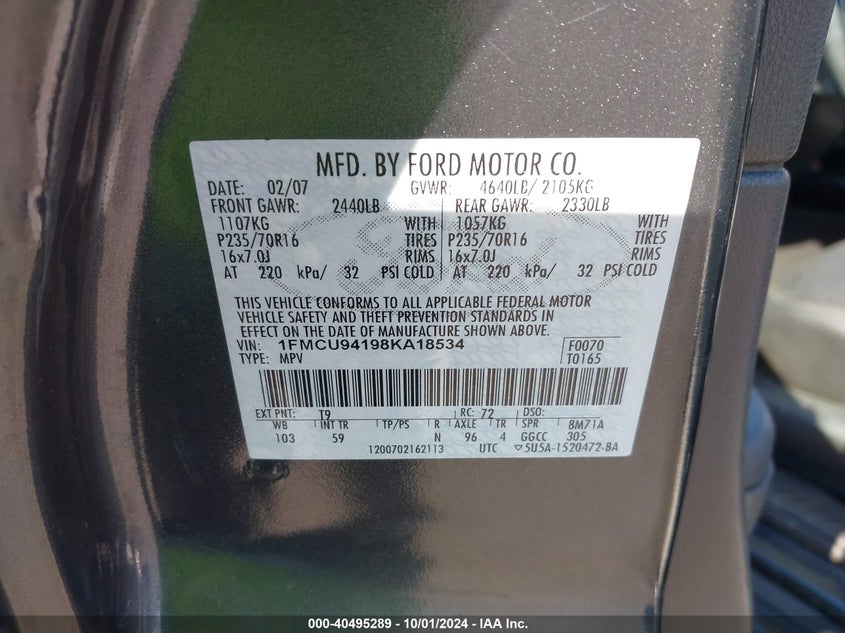 MFD. BY FORD MOTOR CO.
DATE: 02/07 GVWR: 4640LB/ 2105KG
FRONT GAWR: 2440LB REAR GAWR: 2330LB
1107KG WITH 1057KG WITH
P235/70R16 TIRES P235/70R16 TIRES
16x7.0J RIMS 16x7.0J RIMS
AT 220 kPa/ 32 PSI COLD AT 220 kPa/ 32 PSI COLD
THIS VEHICLE CONFORMS TO ALL APPLICABLE FEDERAL MOTOR
VEHICLE SAFETY AND THEFT PREVENTION STANDARDS IN
EFFECT ON THE DATE OF MANUFACTURE SHOWN ABOVE.
VIN: 1FMCU94198KA18534 F0070
TYPE: MPV T0165
EXT PNT: T9 RC: 72 DSO:
WB INT TR TP/PS R AXLE TR SPR 8M71A
103 59 N 96 4 GGCC 305
1200702162113 UTC ▽5U5A-1520472-BA
000-40495289 - 10/01/2024 - IAA Inc.